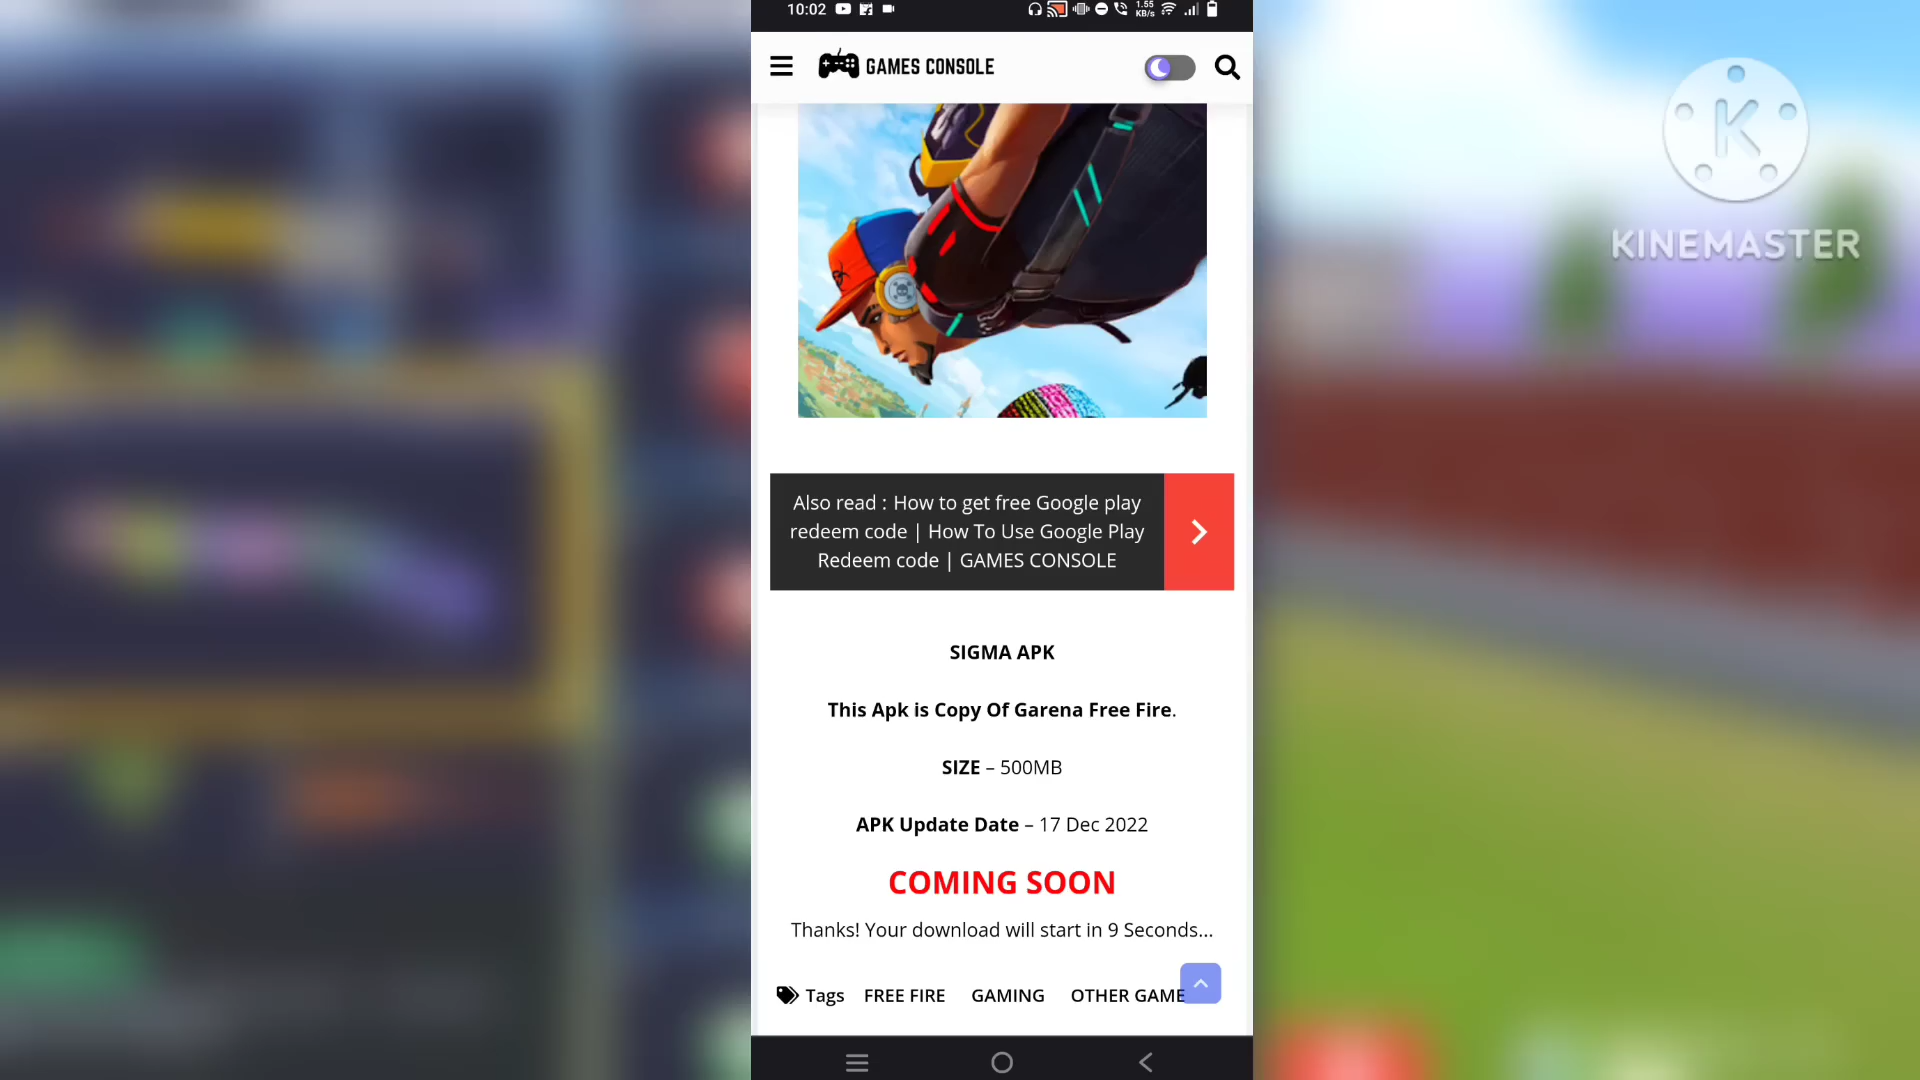 10:02
1.55
KB/s
GAMES CONSOLE
K
KINEMASTER
Also read : How to get free Google play
redeem code | How To Use Google Play
Redeem code | GAMES CONSOLE
SIGMA APK
This Apk is Copy Of Garena Free Fire.
SIZE – 500MB
APK Update Date – 17 Dec 2022
COMING SOON
Thanks! Your download will start in 9 Seconds...
Tags FREE FIRE GAMING OTHER GAME